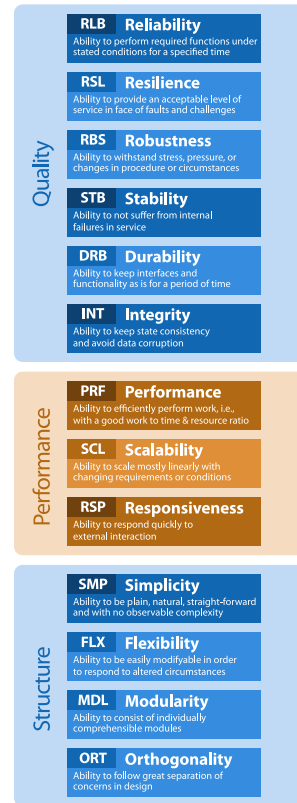 Quality
RLB Reliability
Ability to perform required functions under
stated conditions for a specified time
RSL Resilience
Ability to provide an acceptable level of
service in face of faults and challenges
RBS Robustness
Ability to withstand stress, pressure, or
changes in procedure or circumstances
STB Stability
Ability to not suffer from internal
failures in service
DRB Durability
Ability to keep interfaces and
functionality as is for a period of time
INT Integrity
Ability to keep state consistency
and avoid data corruption
Performance
PRF Performance
Ability to efficiently perform work, i.e.,
with a good work to time & resource ratio
SCL Scalability
Ability to scale mostly linearly with
changing requirements or conditions
RSP Responsiveness
Ability to respond quickly to
external interaction
Structure
SMP Simplicity
Ability to be plain, natural, straight-forward
and with no observable complexity
FLX Flexibility
Ability to be easily modifyable in order
to respond to altered circumstances
MDL Modularity
Ability to consist of individually
comprehensible modules
ORT Orthogonality
Ability to follow great separation of
concerns in design